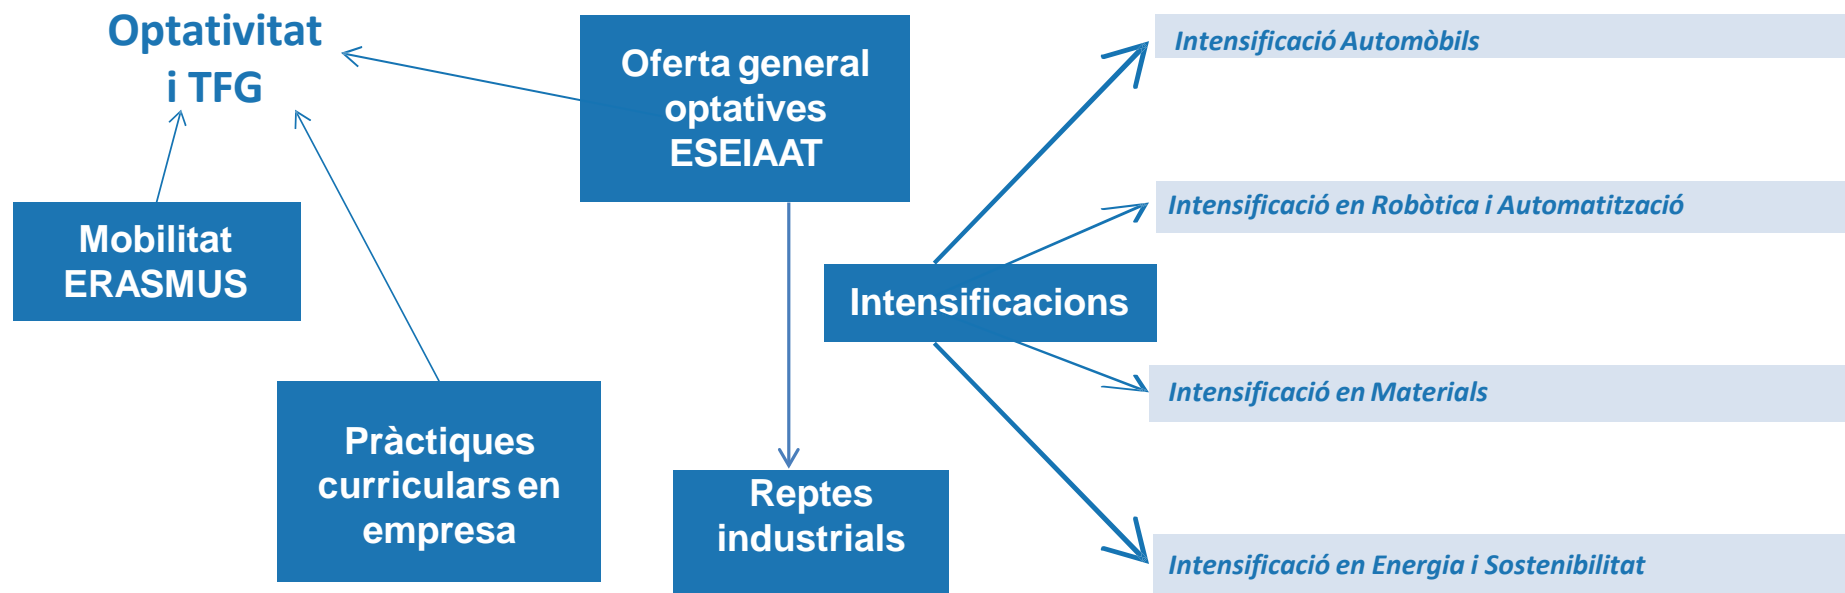 Optativitat
i TFG
Oferta general
optatives
ESEIAAT
Mobilitat
ERASMUS
Pràctiques
curriculars en
empresa
Reptes
industrials
Intensificacions
Intensificació Automòbils
Intensificació en Robòtica i Automatització
Intensificació en Materials
Intensificació en Energia i Sostenibilitat